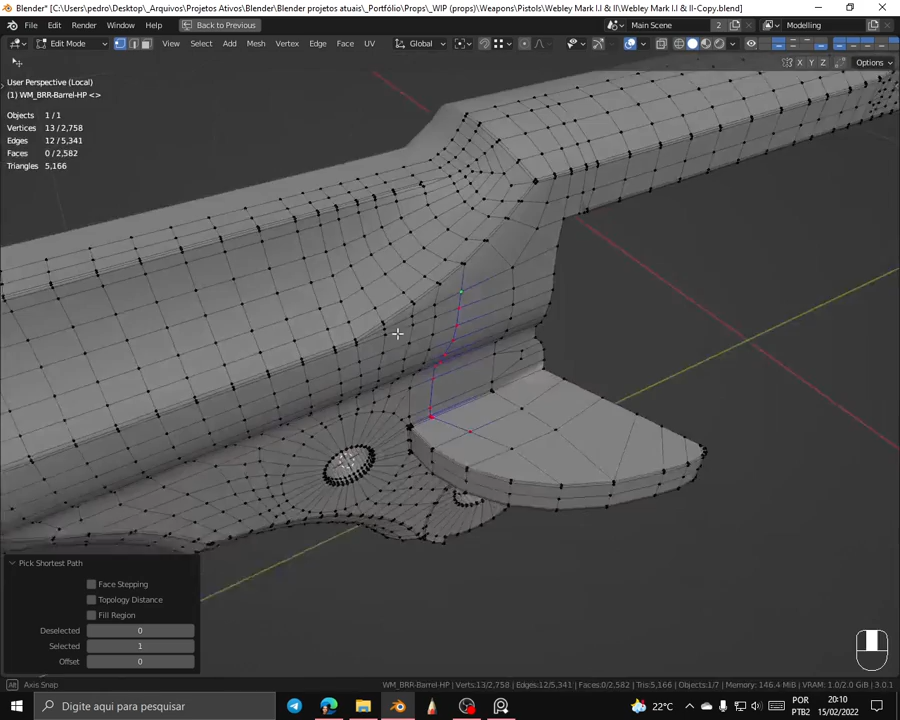 Blender* [C:\Users\pedro\Desktop\_Arquivos\Projetos Ativos\Blender\Blender projetos atuais\_Portfólio\Props\_WIP (props)\Weapons\Pistols\Webley Mark I.I & II\Webley Mark I.I & II-Copy.blend]
File Edit Render Window Help Back to Previous Main Scene 2 Modelling
Edit Mode View Select Add Mesh Vertex Edge Face UV Global
X Y Z Options
User Perspective (Local)
(1) WM_BRR-Barrel-HP <>
Objects 1/1
Vertices 13/2,758
Edges 12/5,341
Faces 0/2,582
Triangles 5,166
Pick Shortest Path
Face Stepping
Topology Distance
Fill Region
Deselected 0
Selected 1
Offset 0
Alt Axis Snap
WM_BRR-Barrel-HP | Verts:13/2,758 | Edges:12/5,341 | Faces:0/2,582 | Tris:5,166 | Objects:1/7 | Memory: 146.4 MiB | VRAM: 1.0/2.0 GiB | 3.0.1
Digite aqui para pesquisar
22°C
POR
PTB2
20:10
15/02/2022